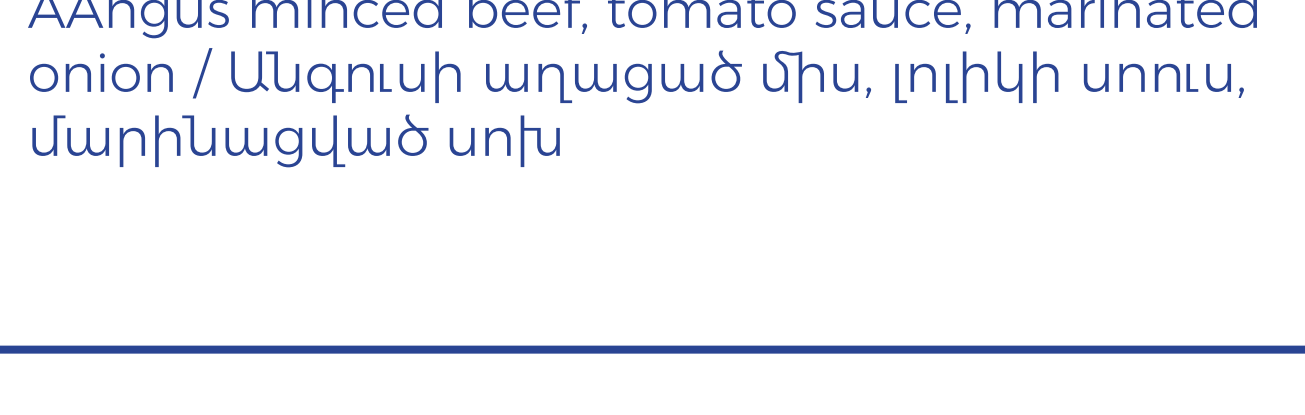 AAngus minced beef, tomato sauce, marinated
onion / Անգուսի աղացած միս, լոլիկի սոուս,
մարինացված սոխ